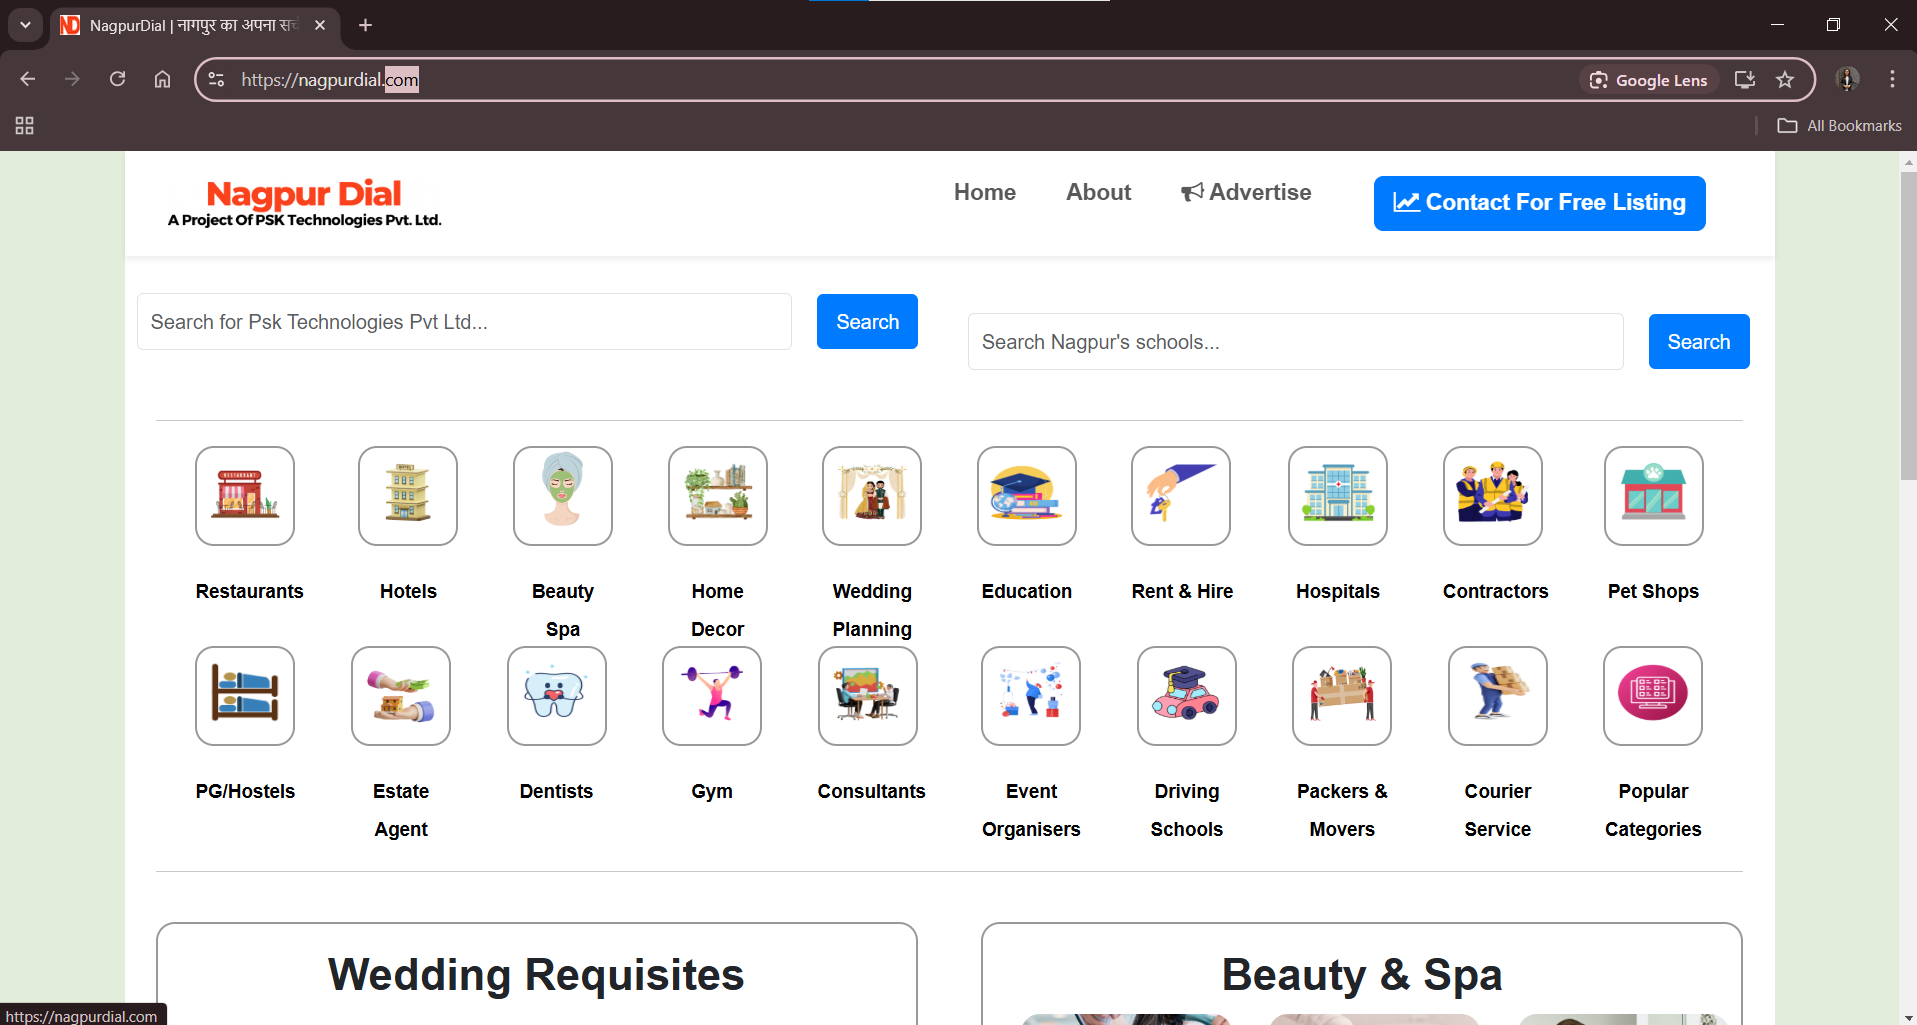 NagpurDial | नागपुर का अपना
https://nagpurdial.com
Google Lens
All Bookmarks
Nagpur Dial
A Project Of PSK Technologies Pvt. Ltd.
Home
About
Advertise
Contact For Free Listing
Search for Psk Technologies Pvt Ltd...
Search
Search Nagpur's schools...
Search
RESTAURANT
HOTEL
Restaurants
Hotels
Beauty
Spa
Home
Decor
Wedding
Planning
Education
Rent & Hire
Hospitals
Contractors
Pet Shops
PG/Hostels
Estate
Agent
Dentists
Gym
Consultants
Event
Organisers
Driving
Schools
Packers &
Movers
Courier
Service
Popular
Categories
Wedding Requisites
Beauty & Spa
https://nagpurdial.com